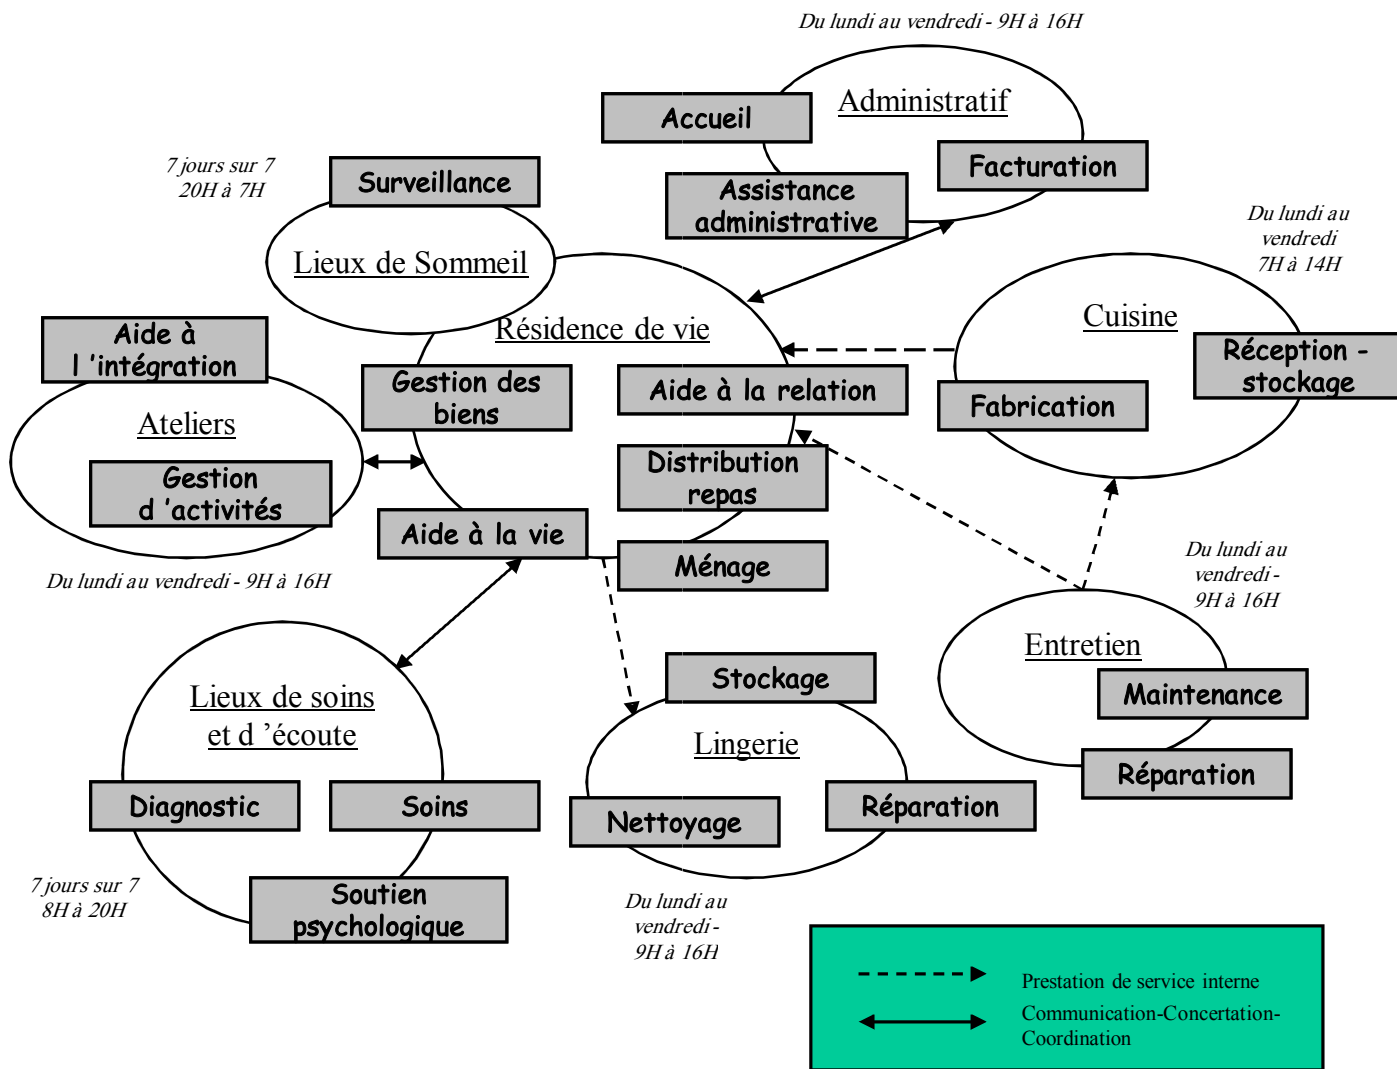 Du lundi au vendredi - 9H à 16H
Administratif
Accueil
Facturation
Assistance
administrative
7 jours sur 7
20H à 7H
Surveillance
Lieux de Sommeil
Du lundi au
vendredi
7H à 14H
Cuisine
Réception -
stockage
Fabrication
Résidence de vie
Gestion des
biens
Aide à la relation
Distribution
repas
Aide à la vie
Ménage
Aide à
l ’intégration
Ateliers
Gestion
d ’activités
Du lundi au vendredi - 9H à 16H
Du lundi au
vendredi -
9H à 16H
Entretien
Maintenance
Réparation
Lieux de soins
et d ’écoute
Diagnostic
Soins
Soutien
psychologique
7 jours sur 7
8H à 20H
Stockage
Lingerie
Nettoyage
Réparation
Du lundi au
vendredi -
9H à 16H
Prestation de service interne
Communication-Concertation-
Coordination